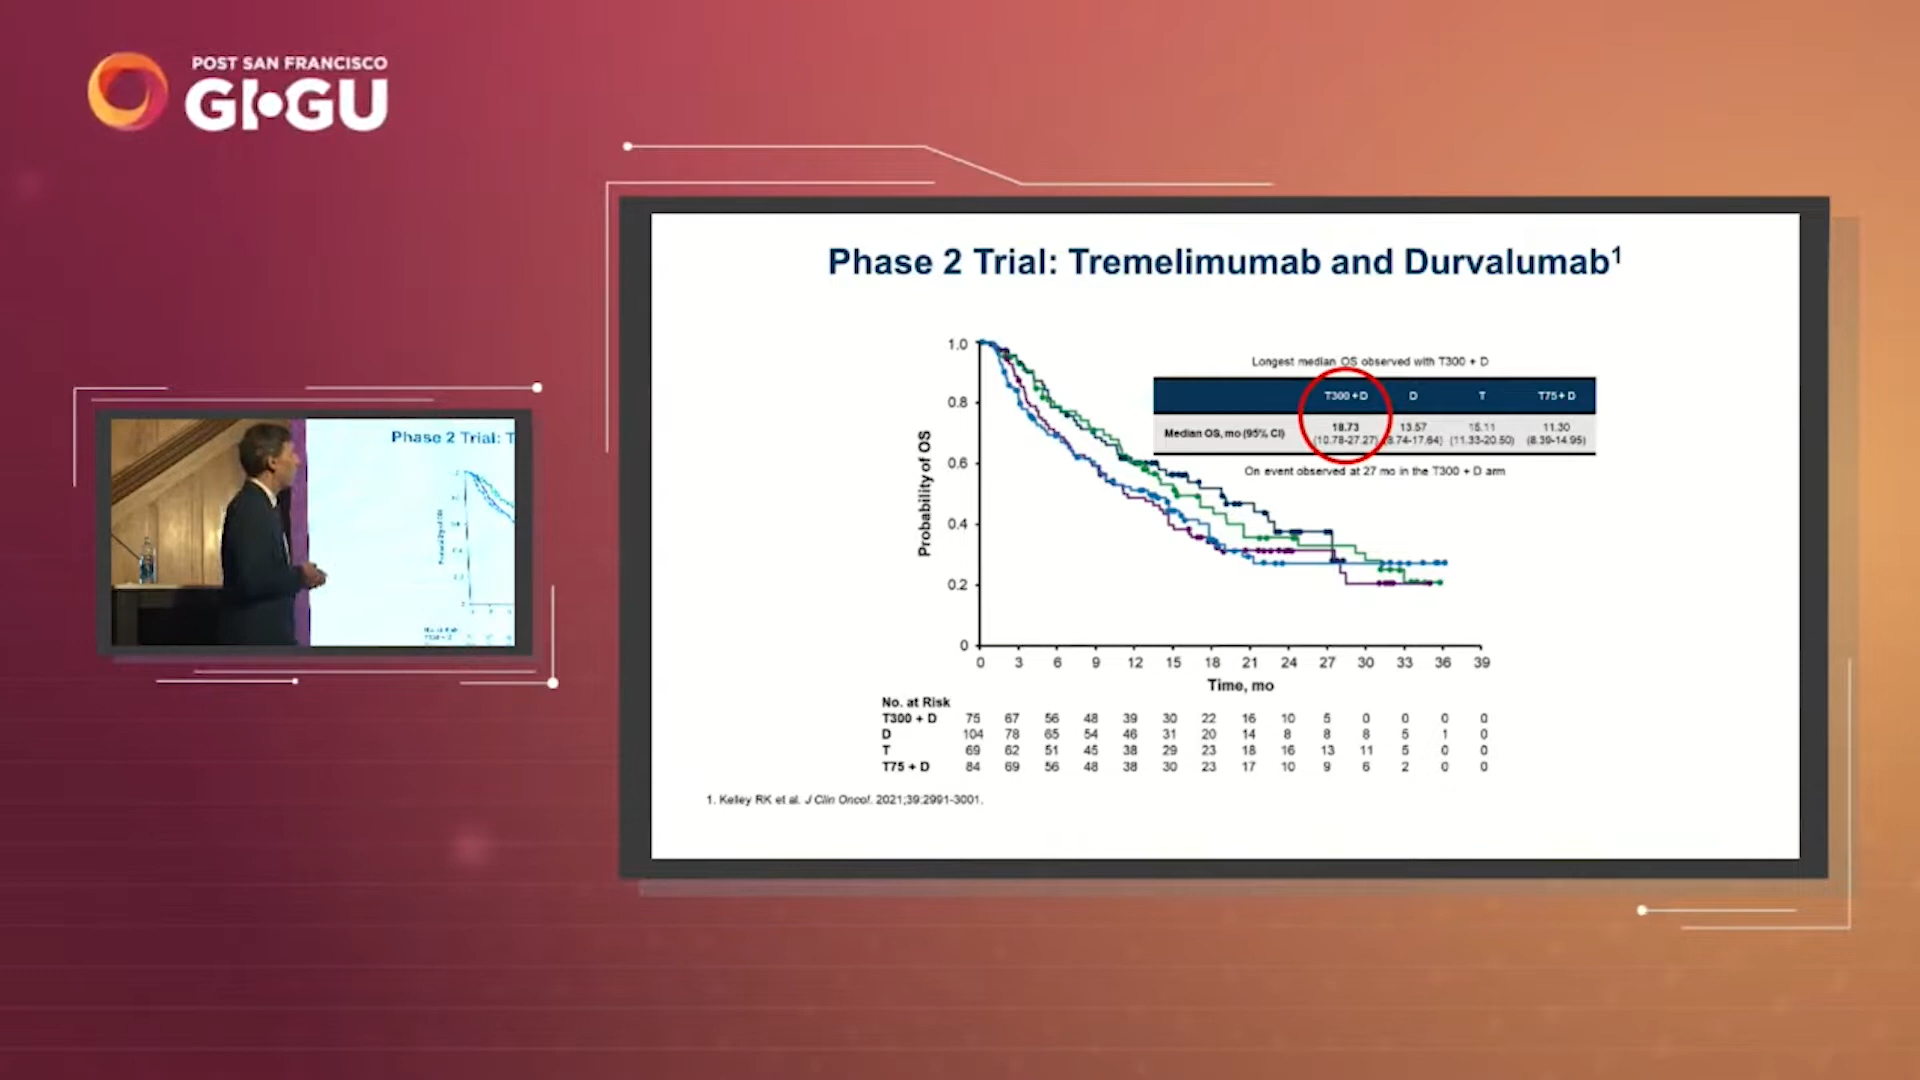 POST SAN FRANCISCO
GI GU
Phase 2 Trial: T
Phase 2 Trial: Tremelimumab and Durvalumab1
Longest median OS observed with T300 + D
T300 + D D T T75 + D
Median OS, mo (95% CI) 18.73 13.57 15.11 11.30
(10.78-27.27) 8.74-17.64) (11.33-20.50) (8.39-14.95)
On event observed at 27 mo in the T300 + D arm
Probability of OS
1.0
0.8
0.6
0.4
0.2
0
0 3 6 9 12 15 18 21 24 27 30 33 36 39
Time, mo
No. at Risk
T300 + D 75 67 56 48 39 30 22 16 10 5 0 0 0 0
D 104 78 65 54 46 31 20 14 8 8 8 5 1 0
T 69 62 51 45 38 29 23 18 16 13 11 5 0 0
T75 + D 84 69 56 48 38 30 23 17 10 9 6 2 0 0
1. Kelley RK et al. J Clin Oncol. 2021;39:2991-3001.